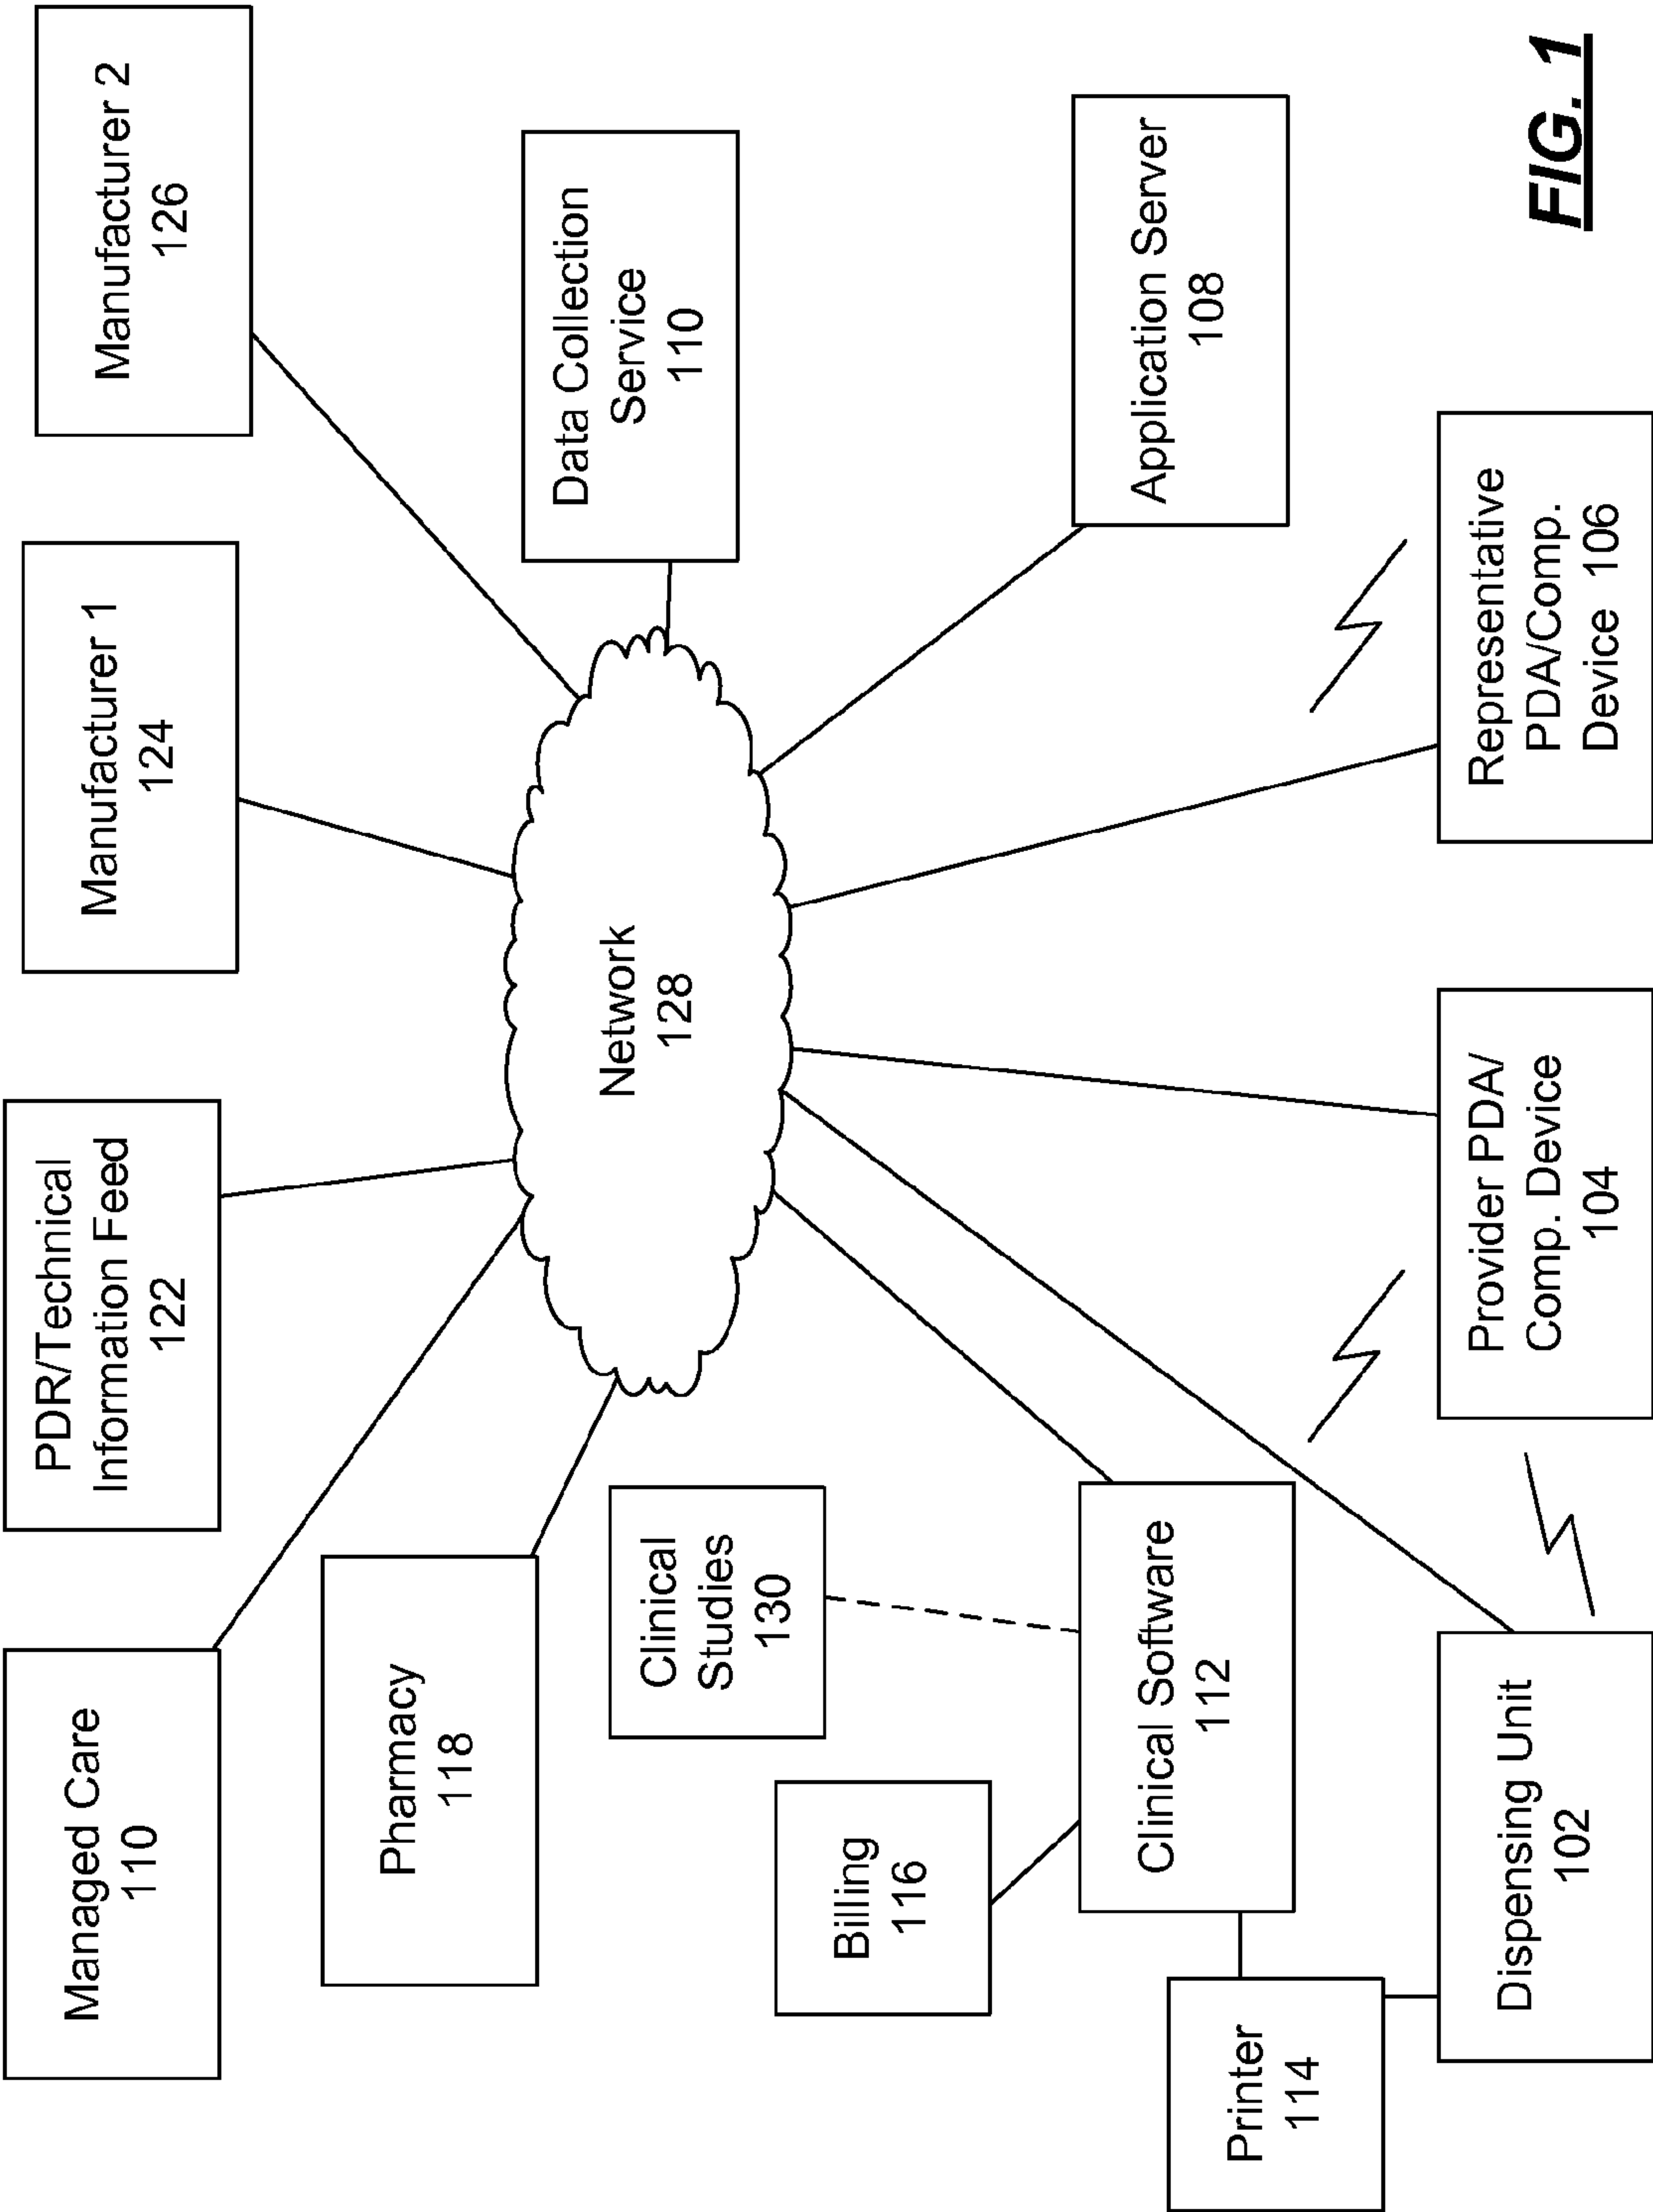 Managed Care
110
PDR/Technical
Information Feed
122
Manufacturer 1
124
Manufacturer 2
126
Pharmacy
118
Network
128
Data Collection
Service
110
Clinical
Studies
130
Billing
116
Clinical Software
112
Application Server
108
Printer
114
Dispensing Unit
102
Provider PDA/
Comp. Device
104
Representative
PDA/Comp.
Device 106
FIG. 1